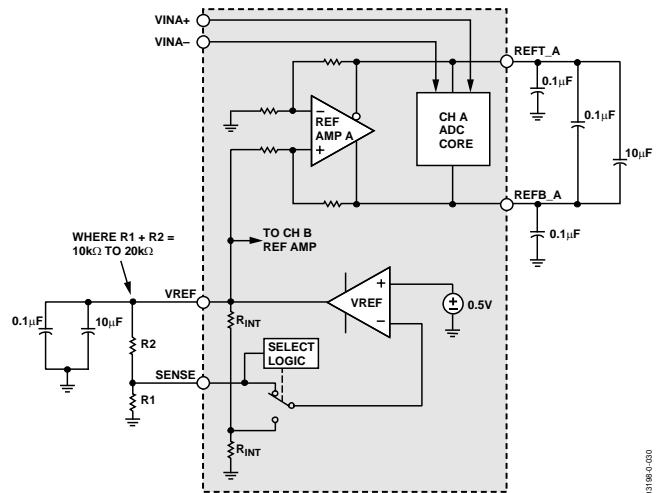 VINA+
VINA–
REFT_A
0.1µF
0.1µF
10µF
–
REF
AMP A
+
CH A
ADC
CORE
REFB_A
0.1µF
WHERE R1 + R2 =
10kΩ TO 20kΩ
TO CH B
REF AMP
VREF
RINT
VREF
+
–
0.5V
0.1µF
10µF
R2
SELECT
LOGIC
SENSE
R1
RINT
13198-0-030